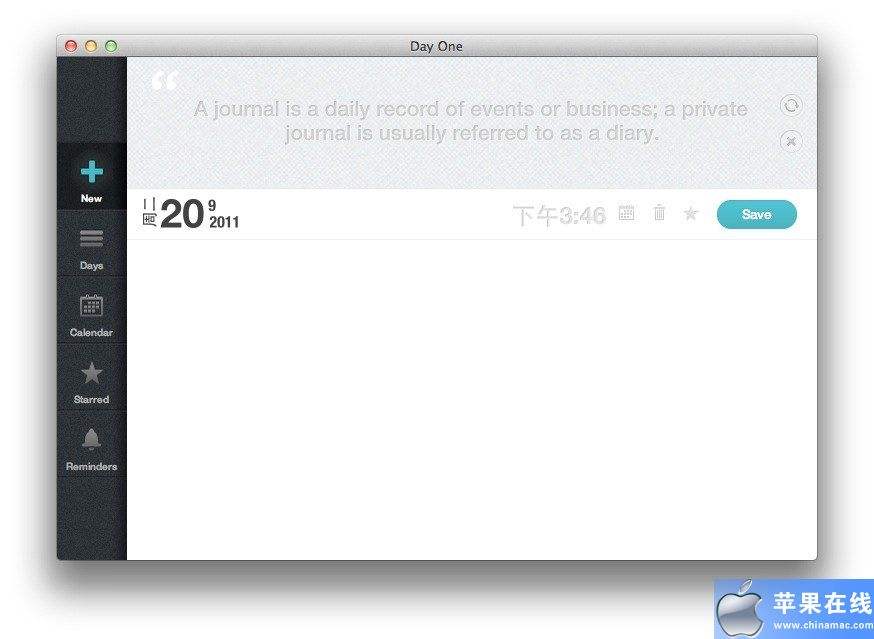 Day One
“
A journal is a daily record of events or business; a private
journal is usually referred to as a diary.
New
Days
Calendar
Starred
Reminders
周二
20
9
2011
下午3:46
Save
苹果在线
www.chinamac.com